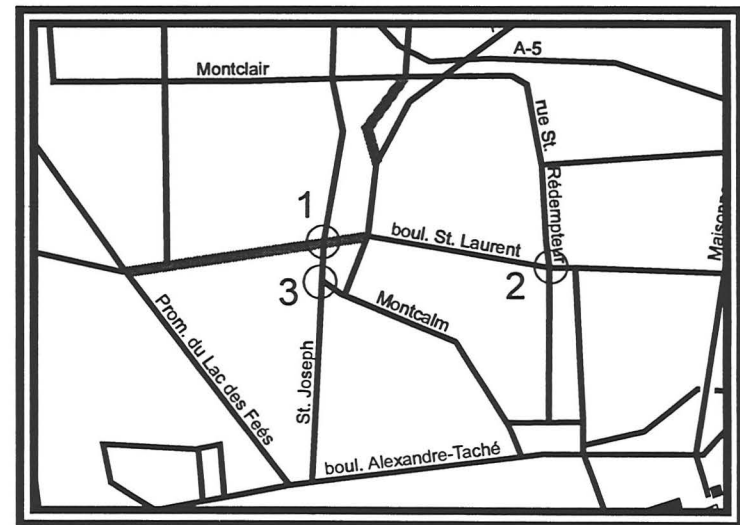 A-5
Montclair
rue St.
Rédempteur
Maisonne
1
boul. St. Laurent
2
3
Montcalm
Prom. du Lac des Feés
St. Joseph
boul. Alexandre-Taché